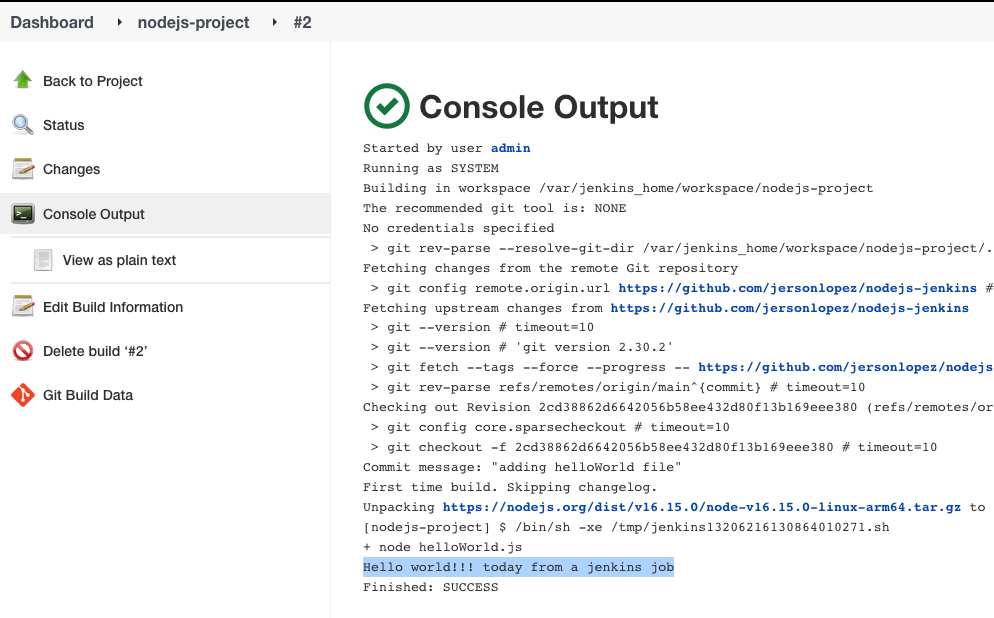 Dashboard ▸ nodejs-project ▸ #2
Back to Project
Status
Changes
Console Output
View as plain text
Edit Build Information
Delete build ‘#2’
Git Build Data
Console Output
Started by user admin
Running as SYSTEM
Building in workspace /var/jenkins_home/workspace/nodejs-project
The recommended git tool is: NONE
No credentials specified
> git rev-parse --resolve-git-dir /var/jenkins_home/workspace/nodejs-project/.
Fetching changes from the remote Git repository
> git config remote.origin.url https://github.com/jersonlopez/nodejs-jenkins #
Fetching upstream changes from https://github.com/jersonlopez/nodejs-jenkins
> git --version # timeout=10
> git --version # 'git version 2.30.2'
> git fetch --tags --force --progress -- https://github.com/jersonlopez/nodejs
> git rev-parse refs/remotes/origin/main^{commit} # timeout=10
Checking out Revision 2cd38862d6642056b58ee432d80f13b169eee380 (refs/remotes/or
> git config core.sparsecheckout # timeout=10
> git checkout -f 2cd38862d6642056b58ee432d80f13b169eee380 # timeout=10
Commit message: "adding helloWorld file"
First time build. Skipping changelog.
Unpacking https://nodejs.org/dist/v16.15.0/node-v16.15.0-linux-arm64.tar.gz to
[nodejs-project] $ /bin/sh -xe /tmp/jenkins13206216130864010271.sh
+ node helloWorld.js
Hello world!!! today from a jenkins job
Finished: SUCCESS